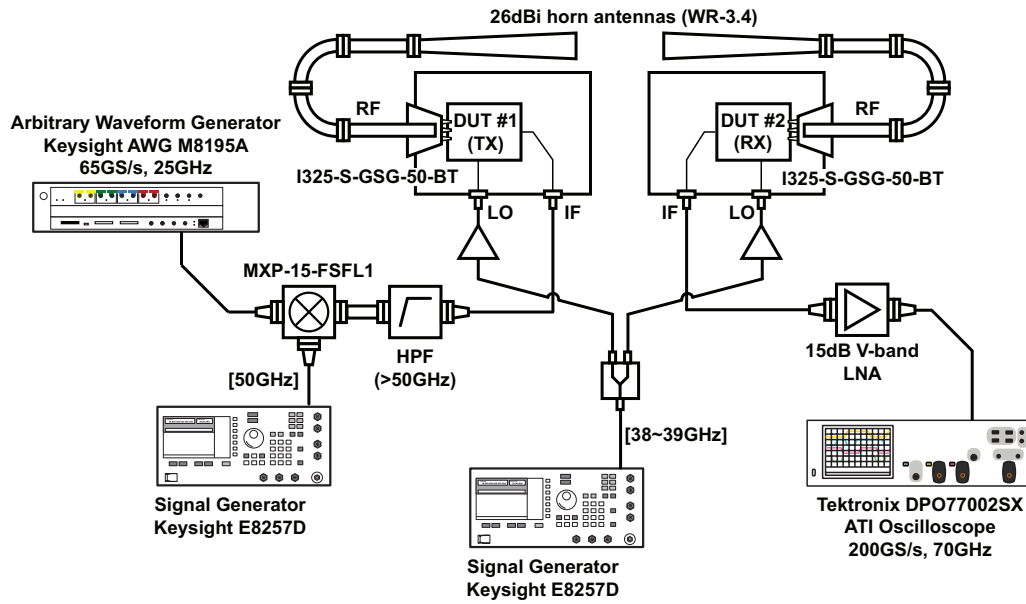 26dBi horn antennas (WR-3.4)
RF
DUT #1
(TX)
DUT #2
(RX)
RF
Arbitrary Waveform Generator
Keysight AWG M8195A
65GS/s, 25GHz
I325-S-GSG-50-BT
I325-S-GSG-50-BT
LO
IF
IF
LO
MXP-15-FSFL1
HPF
(>50GHz)
15dB V-band
LNA
[50GHz]
[38~39GHz]
Signal Generator
Keysight E8257D
Signal Generator
Keysight E8257D
Tektronix DPO77002SX
ATI Oscilloscope
200GS/s, 70GHz